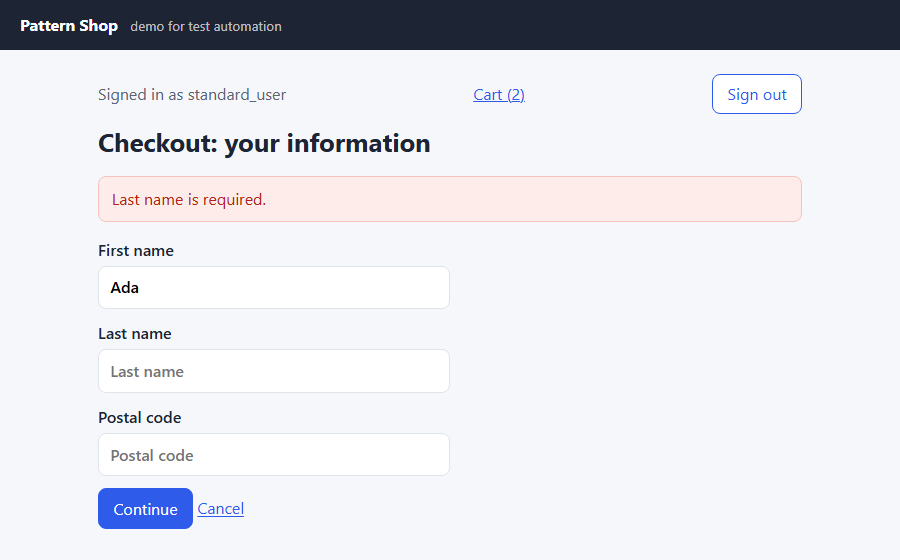 Pattern Shop demo for test automation
Signed in as standard_user Cart (2) Sign out
Checkout: your information
Last name is required.
First name
Ada
Last name
Last name
Postal code
Postal code
Continue Cancel